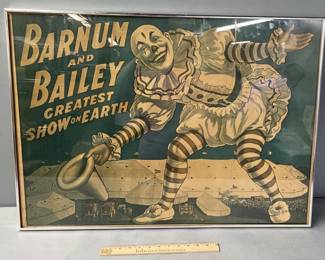 BARNUM
AND
BAILEY
GREATEST
SHOW ON EARTH